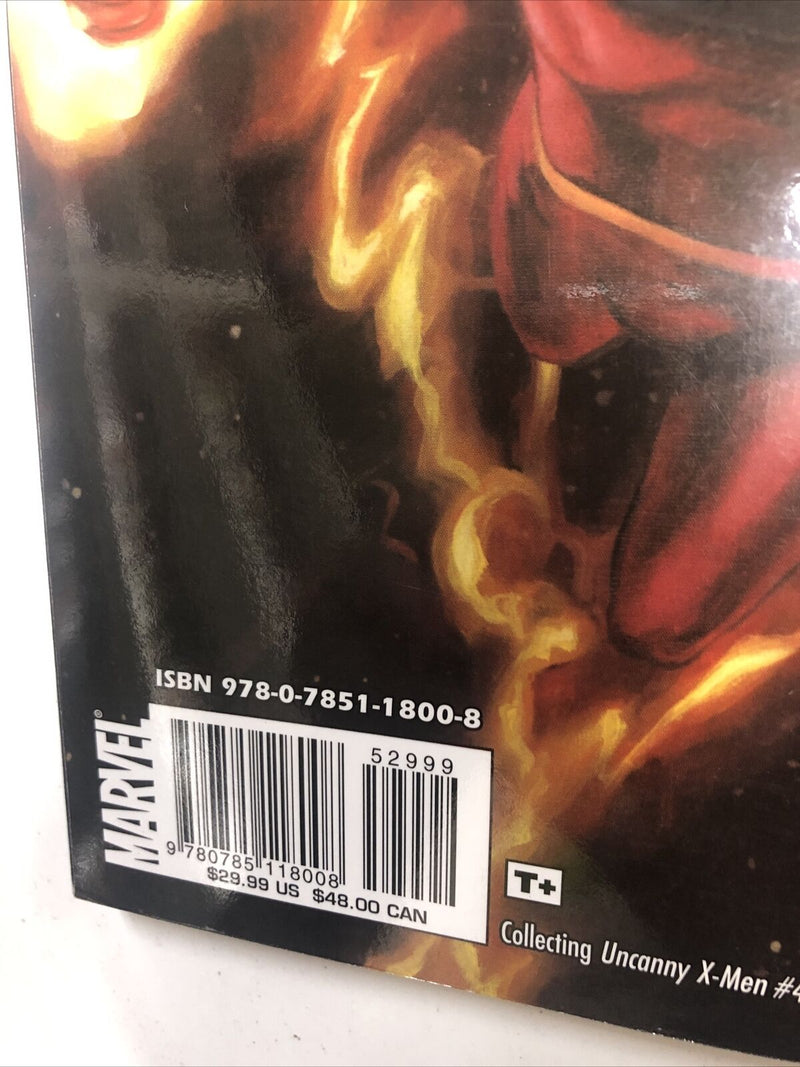 ISBN 978-0-7851-1800-8
MARVEL®
52999
9 780785 118008
$29.99 US $48.00 CAN
T+
Collecting Uncanny X-Men #4